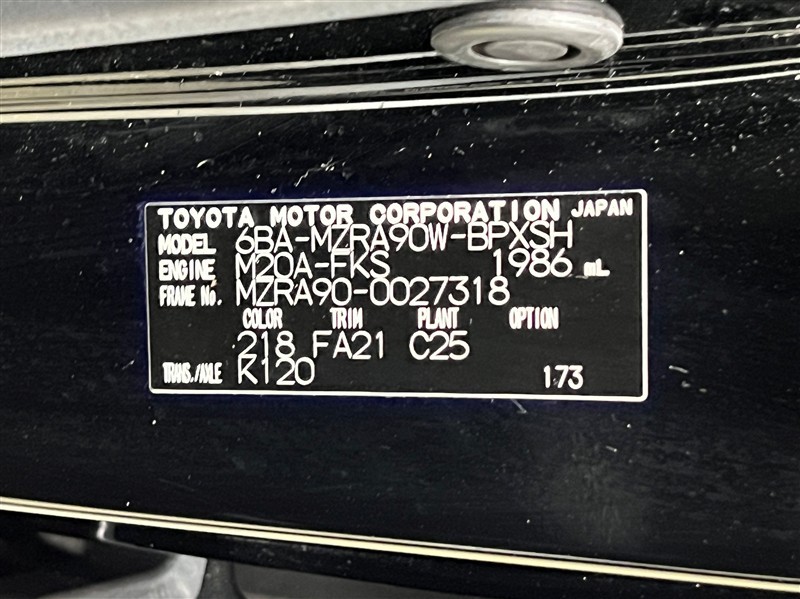 TOYOTA MOTOR CORPORATION JAPAN
MODEL 6BA-MZRA90W-BPXSH
ENGINE M20A-FKS 1986 mL
FRAME No. MZRA90-0027318
COLOR TRIM PLANT OPTION
218 FA21 C25
TRANS./AXLE K120 173